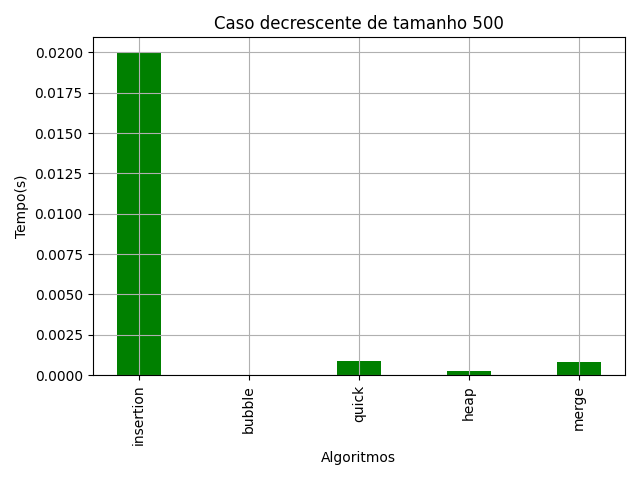 Caso decrescente de tamanho 500
Tempo(s)
0.0200
0.0175
0.0150
0.0125
0.0100
0.0075
0.0050
0.0025
0.0000
insertion
bubble
quick
heap
merge
Algoritmos